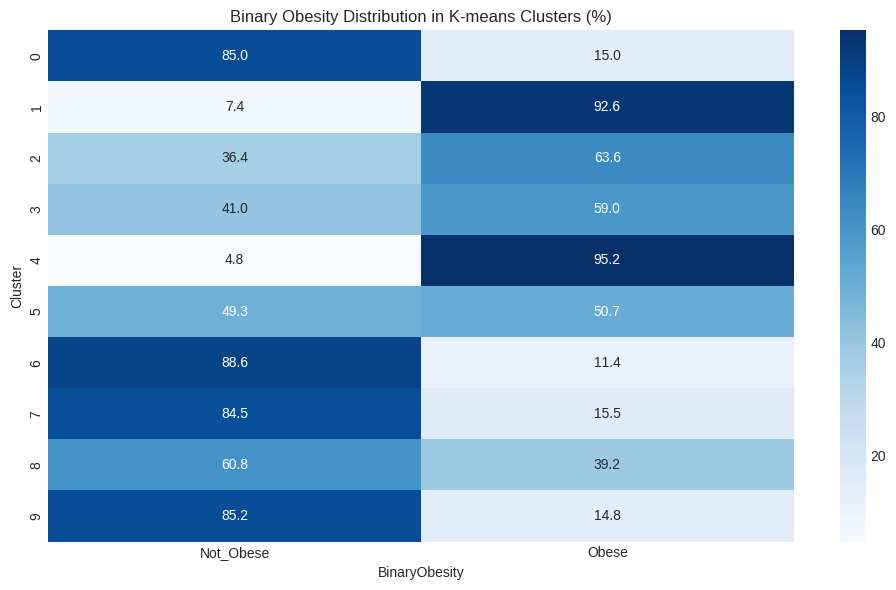 Binary Obesity Distribution in K-means Clusters (%)
0 85.0 15.0
1 7.4 92.6
2 36.4 63.6
3 41.0 59.0
4 4.8 95.2
5 49.3 50.7
6 88.6 11.4
7 84.5 15.5
8 60.8 39.2
9 85.2 14.8
Cluster
Not_Obese Obese
BinaryObesity
80
60
40
20